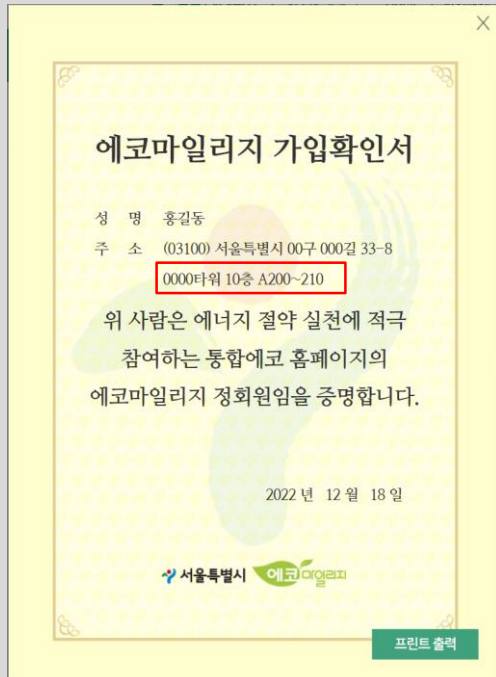 에코마일리지 가입확인서
성 명 홍길동
주 소 (03100) 서울특별시 00구 000길 33-8
0000타워 10층 A200~210
위 사람은 에너지 절약 실천에 적극
참여하는 통합에코 홈페이지의
에코마일리지 정회원임을 증명합니다.
2022 년 12 월 18 일
서울특별시 에코마일리지
프린트 출력